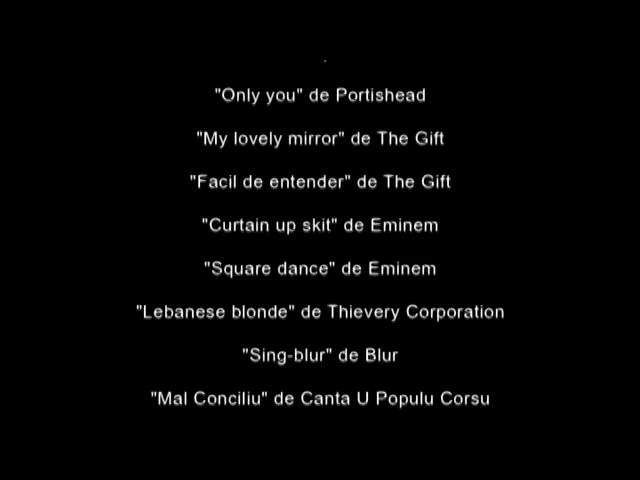 "Only you" de Portishead
"My lovely mirror" de The Gift
"Facil de entender" de The Gift
"Curtain up skit" de Eminem
"Square dance" de Eminem
"Lebanese blonde" de Thievery Corporation
"Sing-blur" de Blur
"Mal Conciliu" de Canta U Populu Corsu